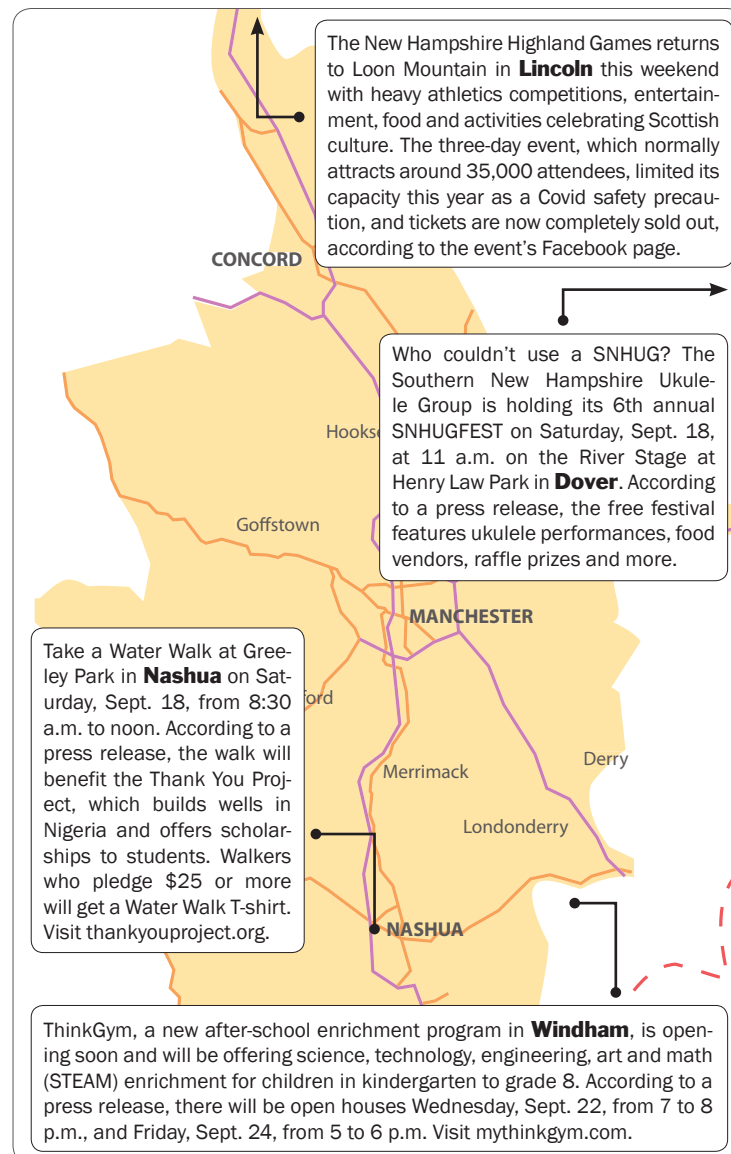 The New Hampshire Highland Games returns
to Loon Mountain in Lincoln this weekend
with heavy athletics competitions, entertain-
ment, food and activities celebrating Scottish
culture. The three-day event, which normally
attracts around 35,000 attendees, limited its
capacity this year as a Covid safety precau-
tion, and tickets are now completely sold out,
according to the event's Facebook page.
CONCORD
Who couldn't use a SNHUG? The
Southern New Hampshire Ukule-
le Group is holding its 6th annual
SNHUGFEST on Saturday, Sept. 18,
at 11 a.m. on the River Stage at
Henry Law Park in Dover. According
to a press release, the free festival
features ukulele performances, food
vendors, raffle prizes and more.
Hookse
Goffstown
MANCHESTER
Take a Water Walk at Gree-
ley Park in Nashua on Sat-
urday, Sept. 18, from 8:30
a.m. to noon. According to a
press release, the walk will
benefit the Thank You Proj-
ect, which builds wells in
Nigeria and offers scholar-
ships to students. Walkers
who pledge $25 or more
will get a Water Walk T-shirt.
Visit thankyouproject.org.
ford
Merrimack
Derry
Londonderry
NASHUA
ThinkGym, a new after-school enrichment program in Windham, is open-
ing soon and will be offering science, technology, engineering, art and math
(STEAM) enrichment for children in kindergarten to grade 8. According to a
press release, there will be open houses Wednesday, Sept. 22, from 7 to 8
p.m., and Friday, Sept. 24, from 5 to 6 p.m. Visit mythinkgym.com.